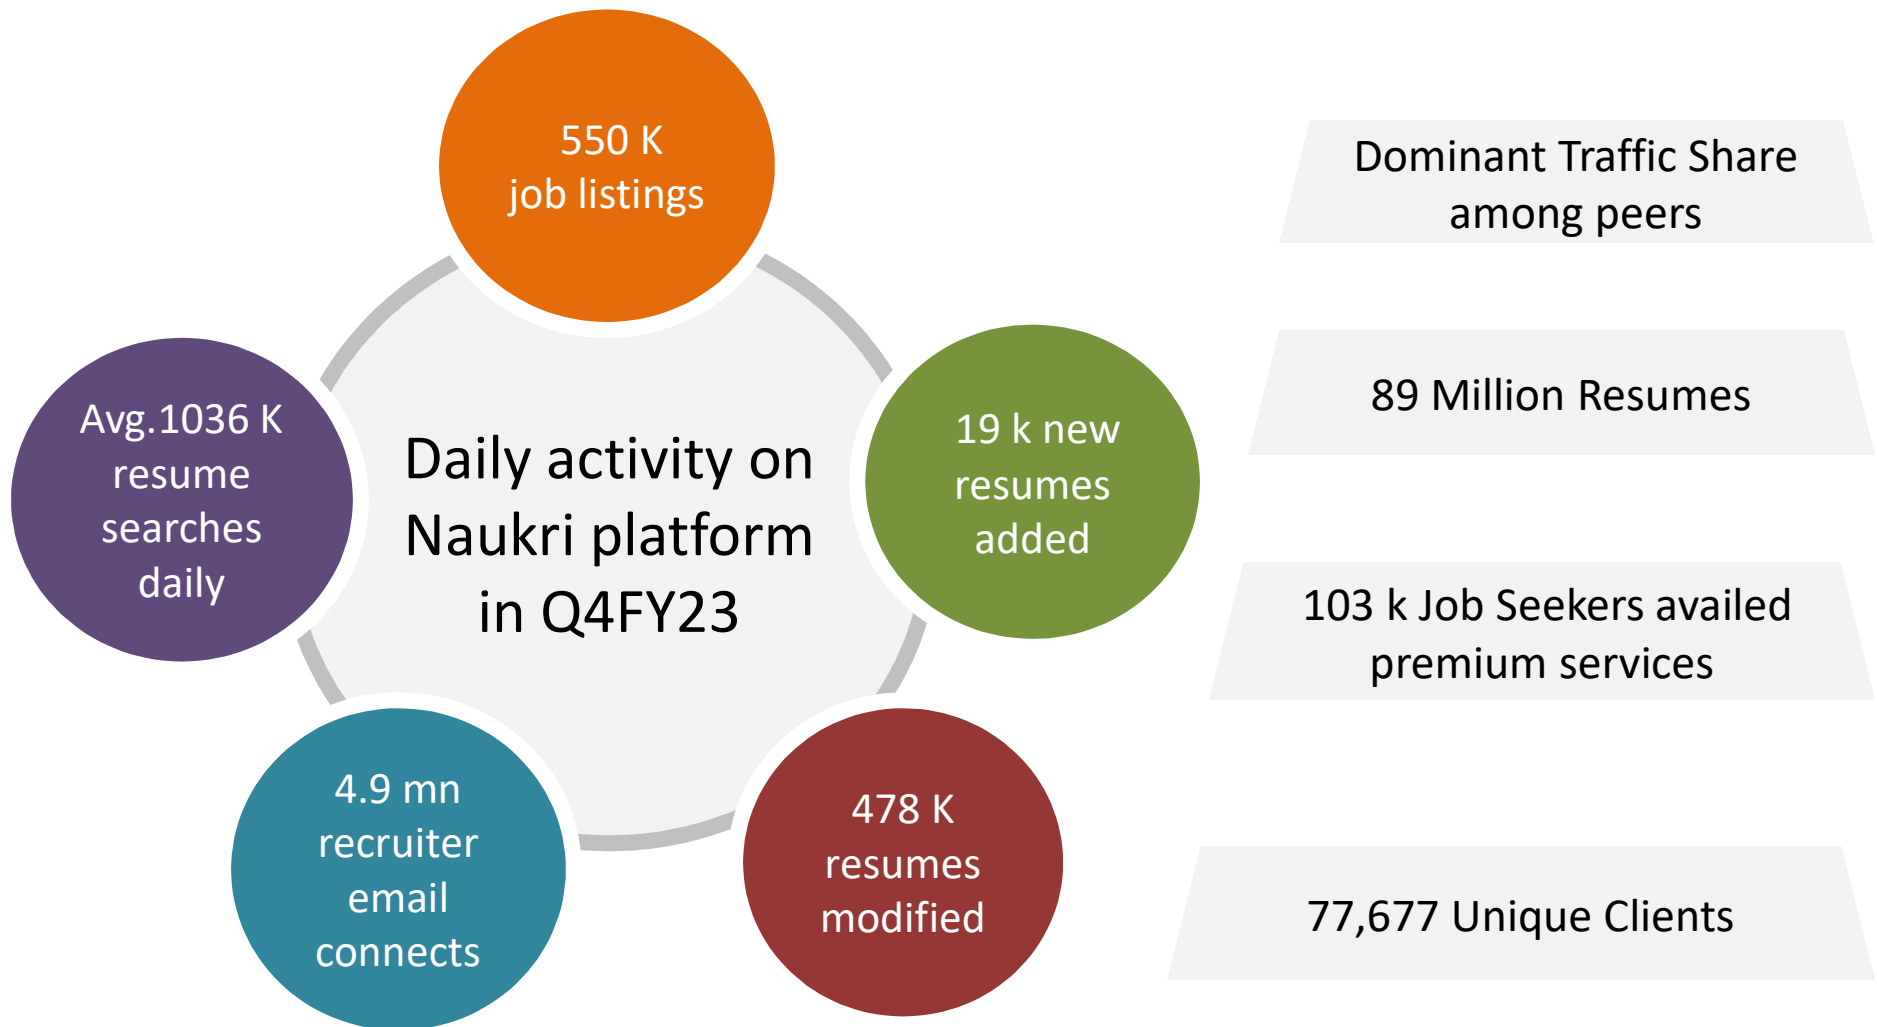 550 K
job listings
Avg.1036 K
resume
searches
daily
Daily activity on
Naukri platform
in Q4FY23
19 k new
resumes
added
4.9 mn
recruiter
email
connects
478 K
resumes
modified
Dominant Traffic Share
among peers
89 Million Resumes
103 k Job Seekers availed
premium services
77,677 Unique Clients